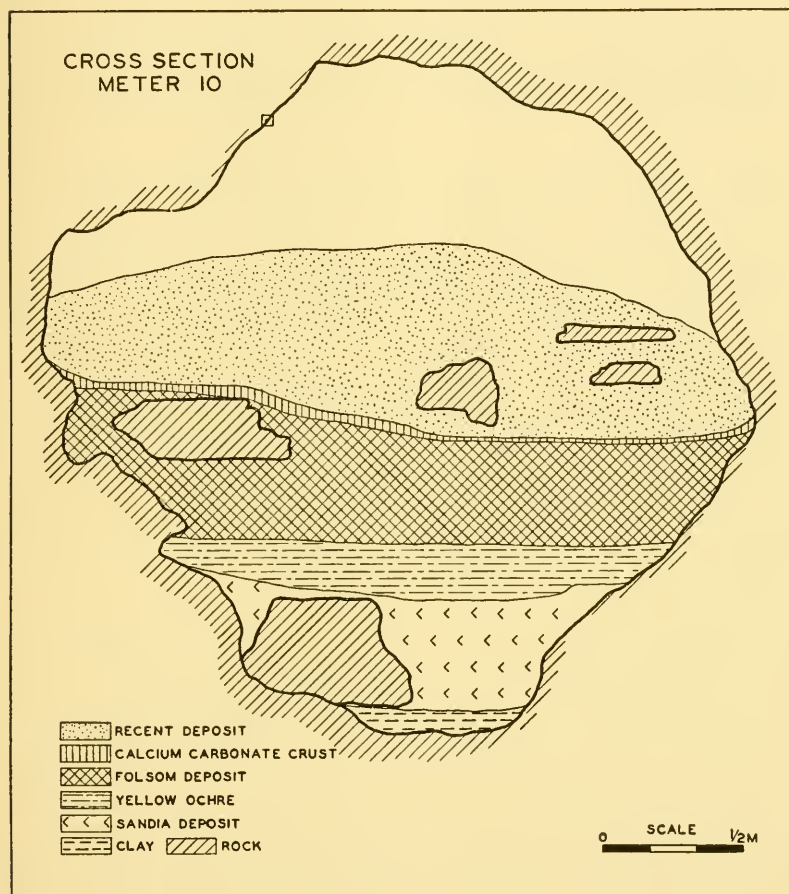 CROSS SECTION
METER 10
RECENT DEPOSIT
CALCIUM CARBONATE CRUST
FOLSOM DEPOSIT
YELLOW OCHRE
SANDIA DEPOSIT
CLAY ROCK
SCALE
0 1/2M